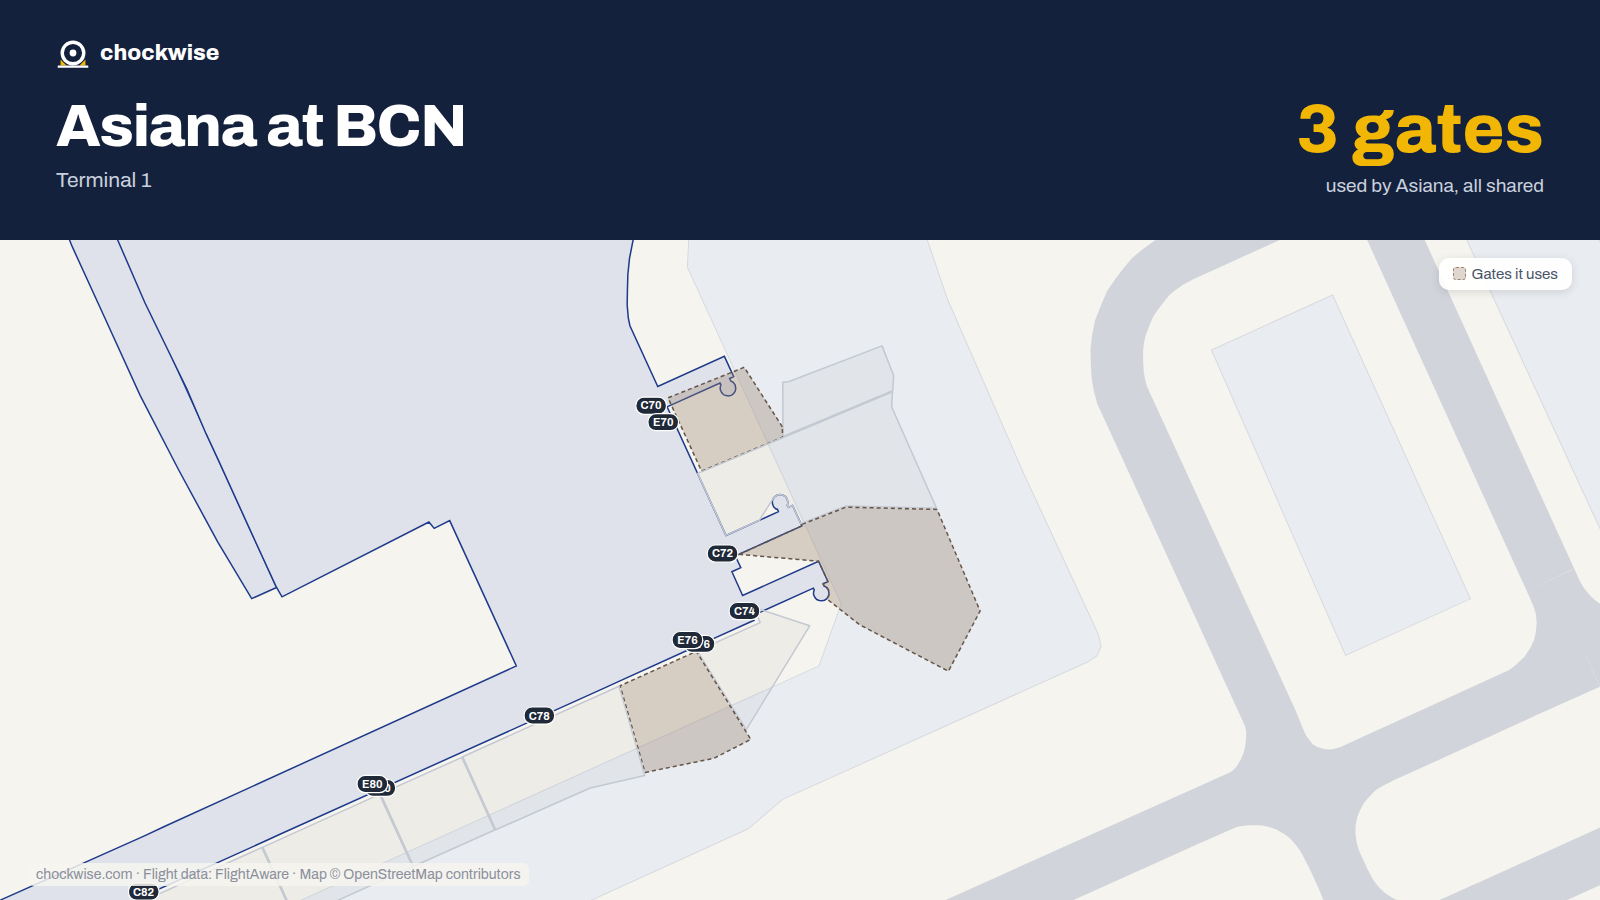 chockwise
Asiana at BCN
Terminal 1
3 gates
used by Asiana, all shared
Gates it uses
C70
E70
C72
C74
E76
C78
E80
C82
chockwise.com · Flight data: FlightAware · Map © OpenStreetMap contributors